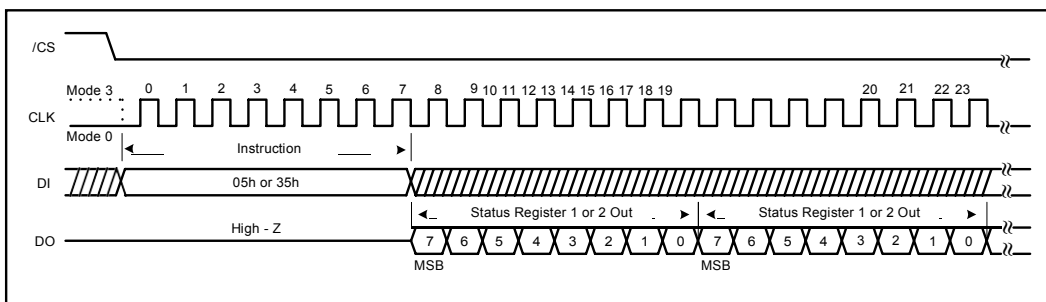 /CS
Mode 3 0 1 2 3 4 5 6 7 8 9 10 11 12 13 14 15 16 17 18 19 20 21 22 23
CLK
Mode 0
Instruction
DI 05h or 35h
Status Register 1 or 2 Out Status Register 1 or 2 Out
High - Z
DO 7 6 5 4 3 2 1 0 7 6 5 4 3 2 1 0
MSB MSB